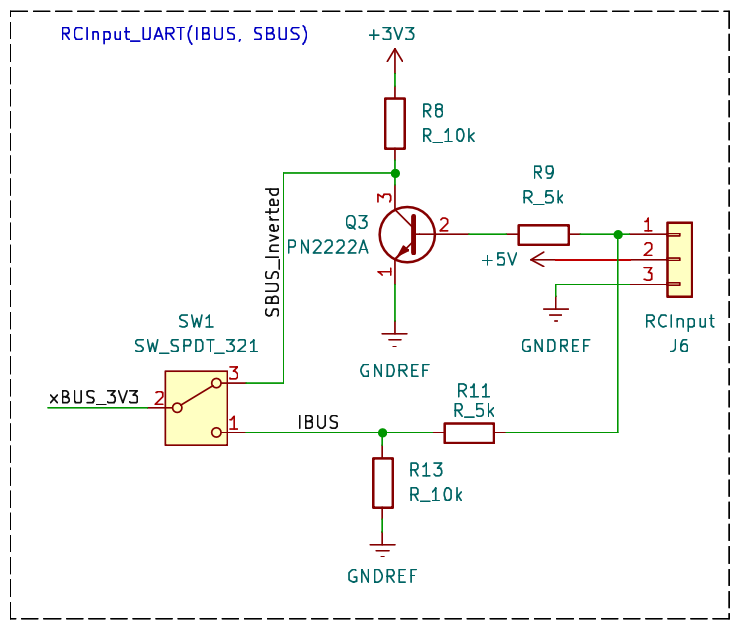 RCInput_UART(IBUS, SBUS)
+3V3
R8
R_10k
R9
R_5k
SBUS_Inverted
3
Q3
PN2222A
2
1
+5V
1
2
3
GNDREF
RCInput
J6
GNDREF
SW1
SW_SPDT_321
xBUS_3V3
2
3
1
IBUS
R11
R_5k
R13
R_10k
GNDREF